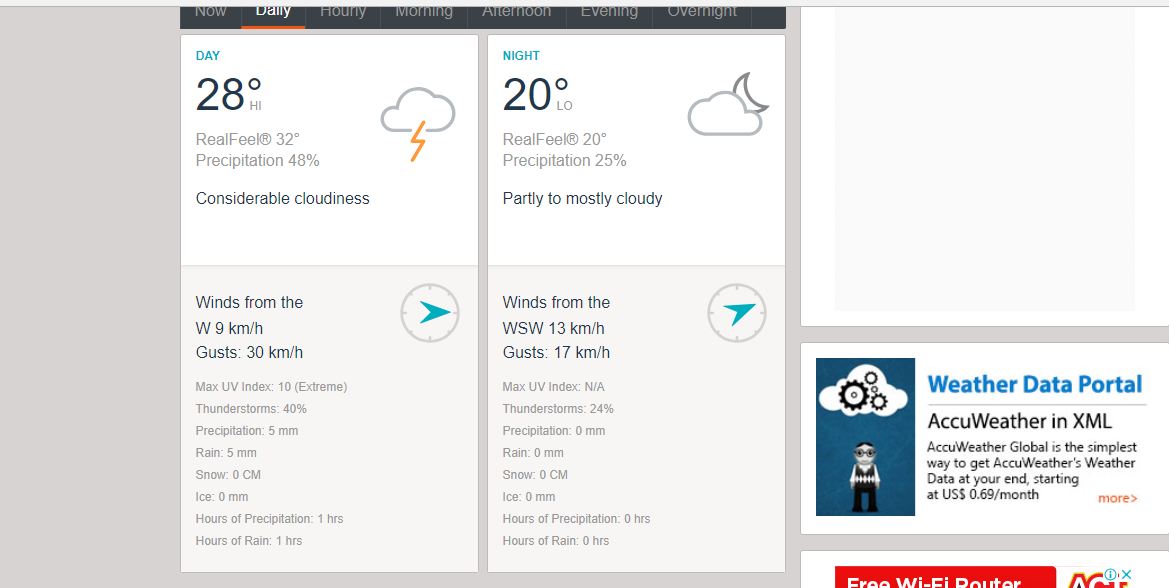 Now Daily Hourly Morning Afternoon Evening Overnight
DAY
28° HI
RealFeel® 32°
Precipitation 48%
Considerable cloudiness
Winds from the
W 9 km/h
Gusts: 30 km/h
Max UV Index: 10 (Extreme)
Thunderstorms: 40%
Precipitation: 5 mm
Rain: 5 mm
Snow: 0 CM
Ice: 0 mm
Hours of Precipitation: 1 hrs
Hours of Rain: 1 hrs
NIGHT
20° LO
RealFeel® 20°
Precipitation 25%
Partly to mostly cloudy
Winds from the
WSW 13 km/h
Gusts: 17 km/h
Max UV Index: N/A
Thunderstorms: 24%
Precipitation: 0 mm
Rain: 0 mm
Snow: 0 CM
Ice: 0 mm
Hours of Precipitation: 0 hrs
Hours of Rain: 0 hrs
Weather Data Portal
AccuWeather in XML
AccuWeather Global is the simplest
way to get AccuWeather's Weather
Data at your end, starting
at US$ 0.69/month
more>
Free Wi-Fi Router
ACT